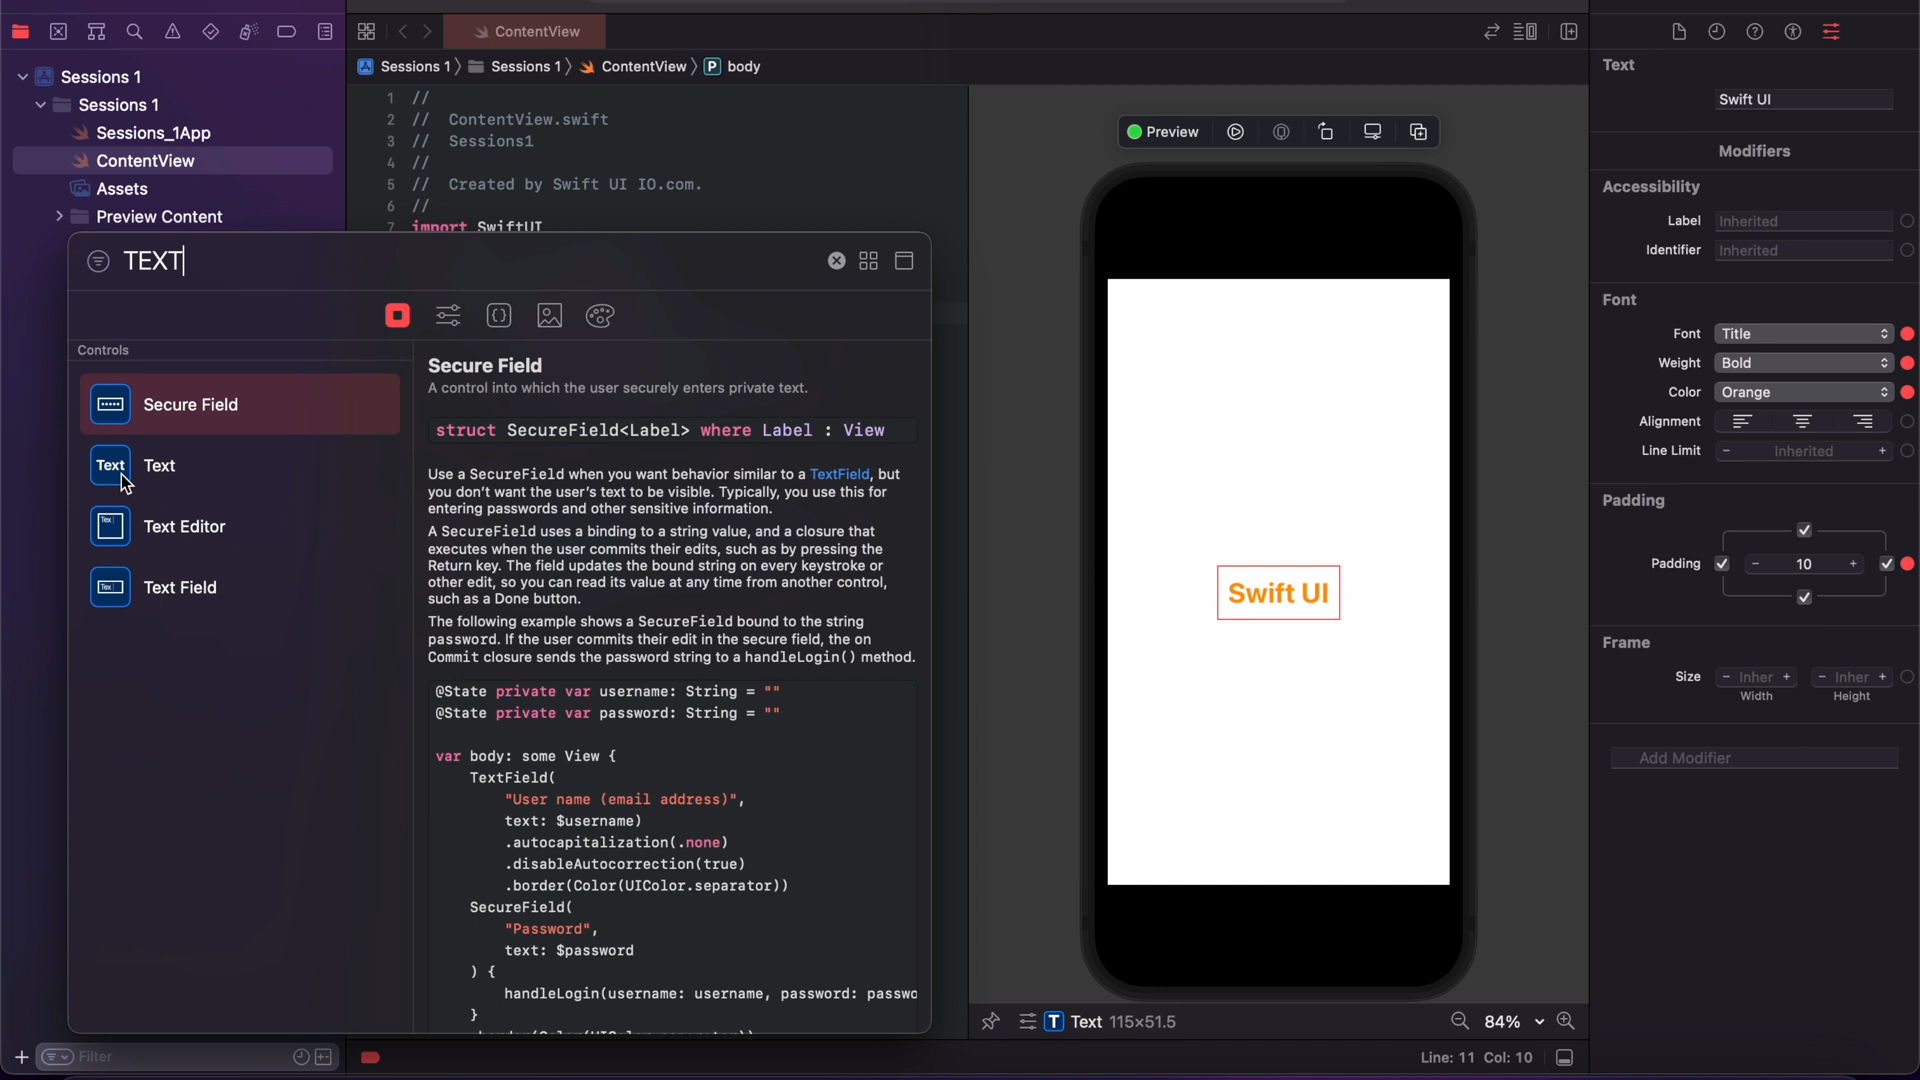 Sessions 1
Sessions 1
Sessions_1App
ContentView
Assets
Preview Content
ContentView
Sessions 1
Sessions 1
ContentView
P
body
1 //
2 // ContentView.swift
3 // Sessions1
4 //
5 // Created by Swift UI IO.com.
6 //
7 import SwiftUI
TEXT
Controls
Secure Field
Text
Text
Text Editor
Text Field
Secure Field
A control into which the user securely enters private text.
struct SecureField<Label> where Label : View
Use a SecureField when you want behavior similar to a TextField, but
you don't want the user's text to be visible. Typically, you use this for
entering passwords and other sensitive information.
A SecureField uses a binding to a string value, and a closure that
executes when the user commits their edits, such as by pressing the
Return key. The field updates the bound string on every keystroke or
other edit, so you can read its value at any time from another control,
such as a Done button.
The following example shows a SecureField bound to the string
password. If the user commits their edit in the secure field, the on
Commit closure sends the password string to a handleLogin() method.
@State private var username: String = ""
@State private var password: String = ""
var body: some View {
TextField(
"User name (email address)",
text: $username)
.autocapitalization(.none)
.disableAutocorrection(true)
.border(Color(UIColor.separator))
SecureField(
"Password",
text: $password
) {
handleLogin(username: username, password: passwo
}
Filter
Preview
Swift UI
T
Text 115×51.5
84%
Line: 11 Col: 10
Text
Swift UI
Modifiers
Accessibility
Label Inherited
Identifier Inherited
Font
Font Title
Weight Bold
Color Orange
Alignment
Line Limit - Inherited +
Padding
Padding - 10 +
Frame
Size - Inher + - Inher +
Width Height
Add Modifier